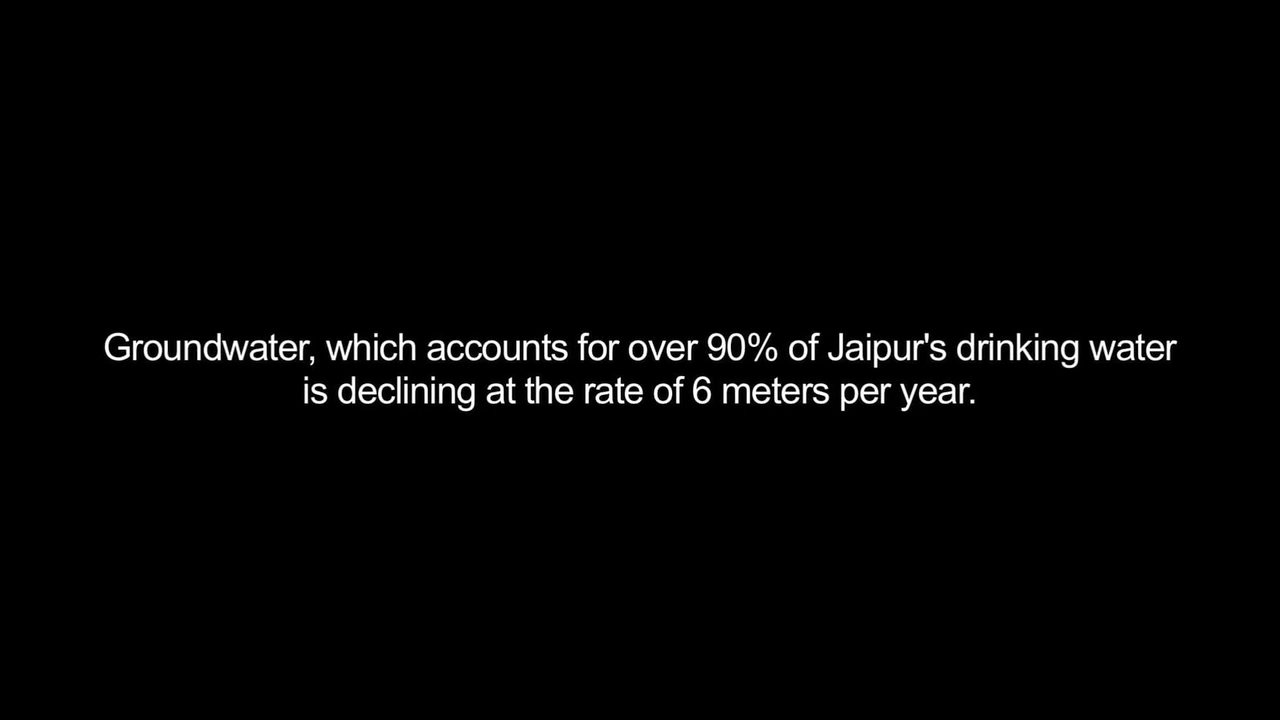 Groundwater, which accounts for over 90% of Jaipur's drinking water
is declining at the rate of 6 meters per year.